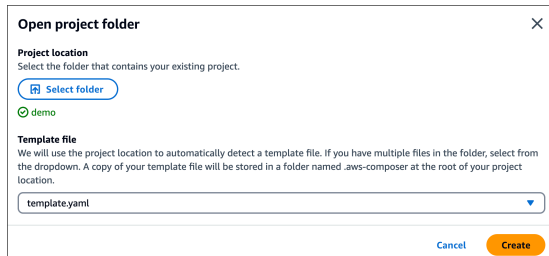 Open project folder
Project location
Select the folder that contains your existing project.
Select folder
demo
Template file
We will use the project location to automatically detect a template file. If you have multiple files in the folder, select from
the dropdown. A copy of your template file will be stored in a folder named .aws-composer at the root of your project
location.
template.yaml
Cancel Create